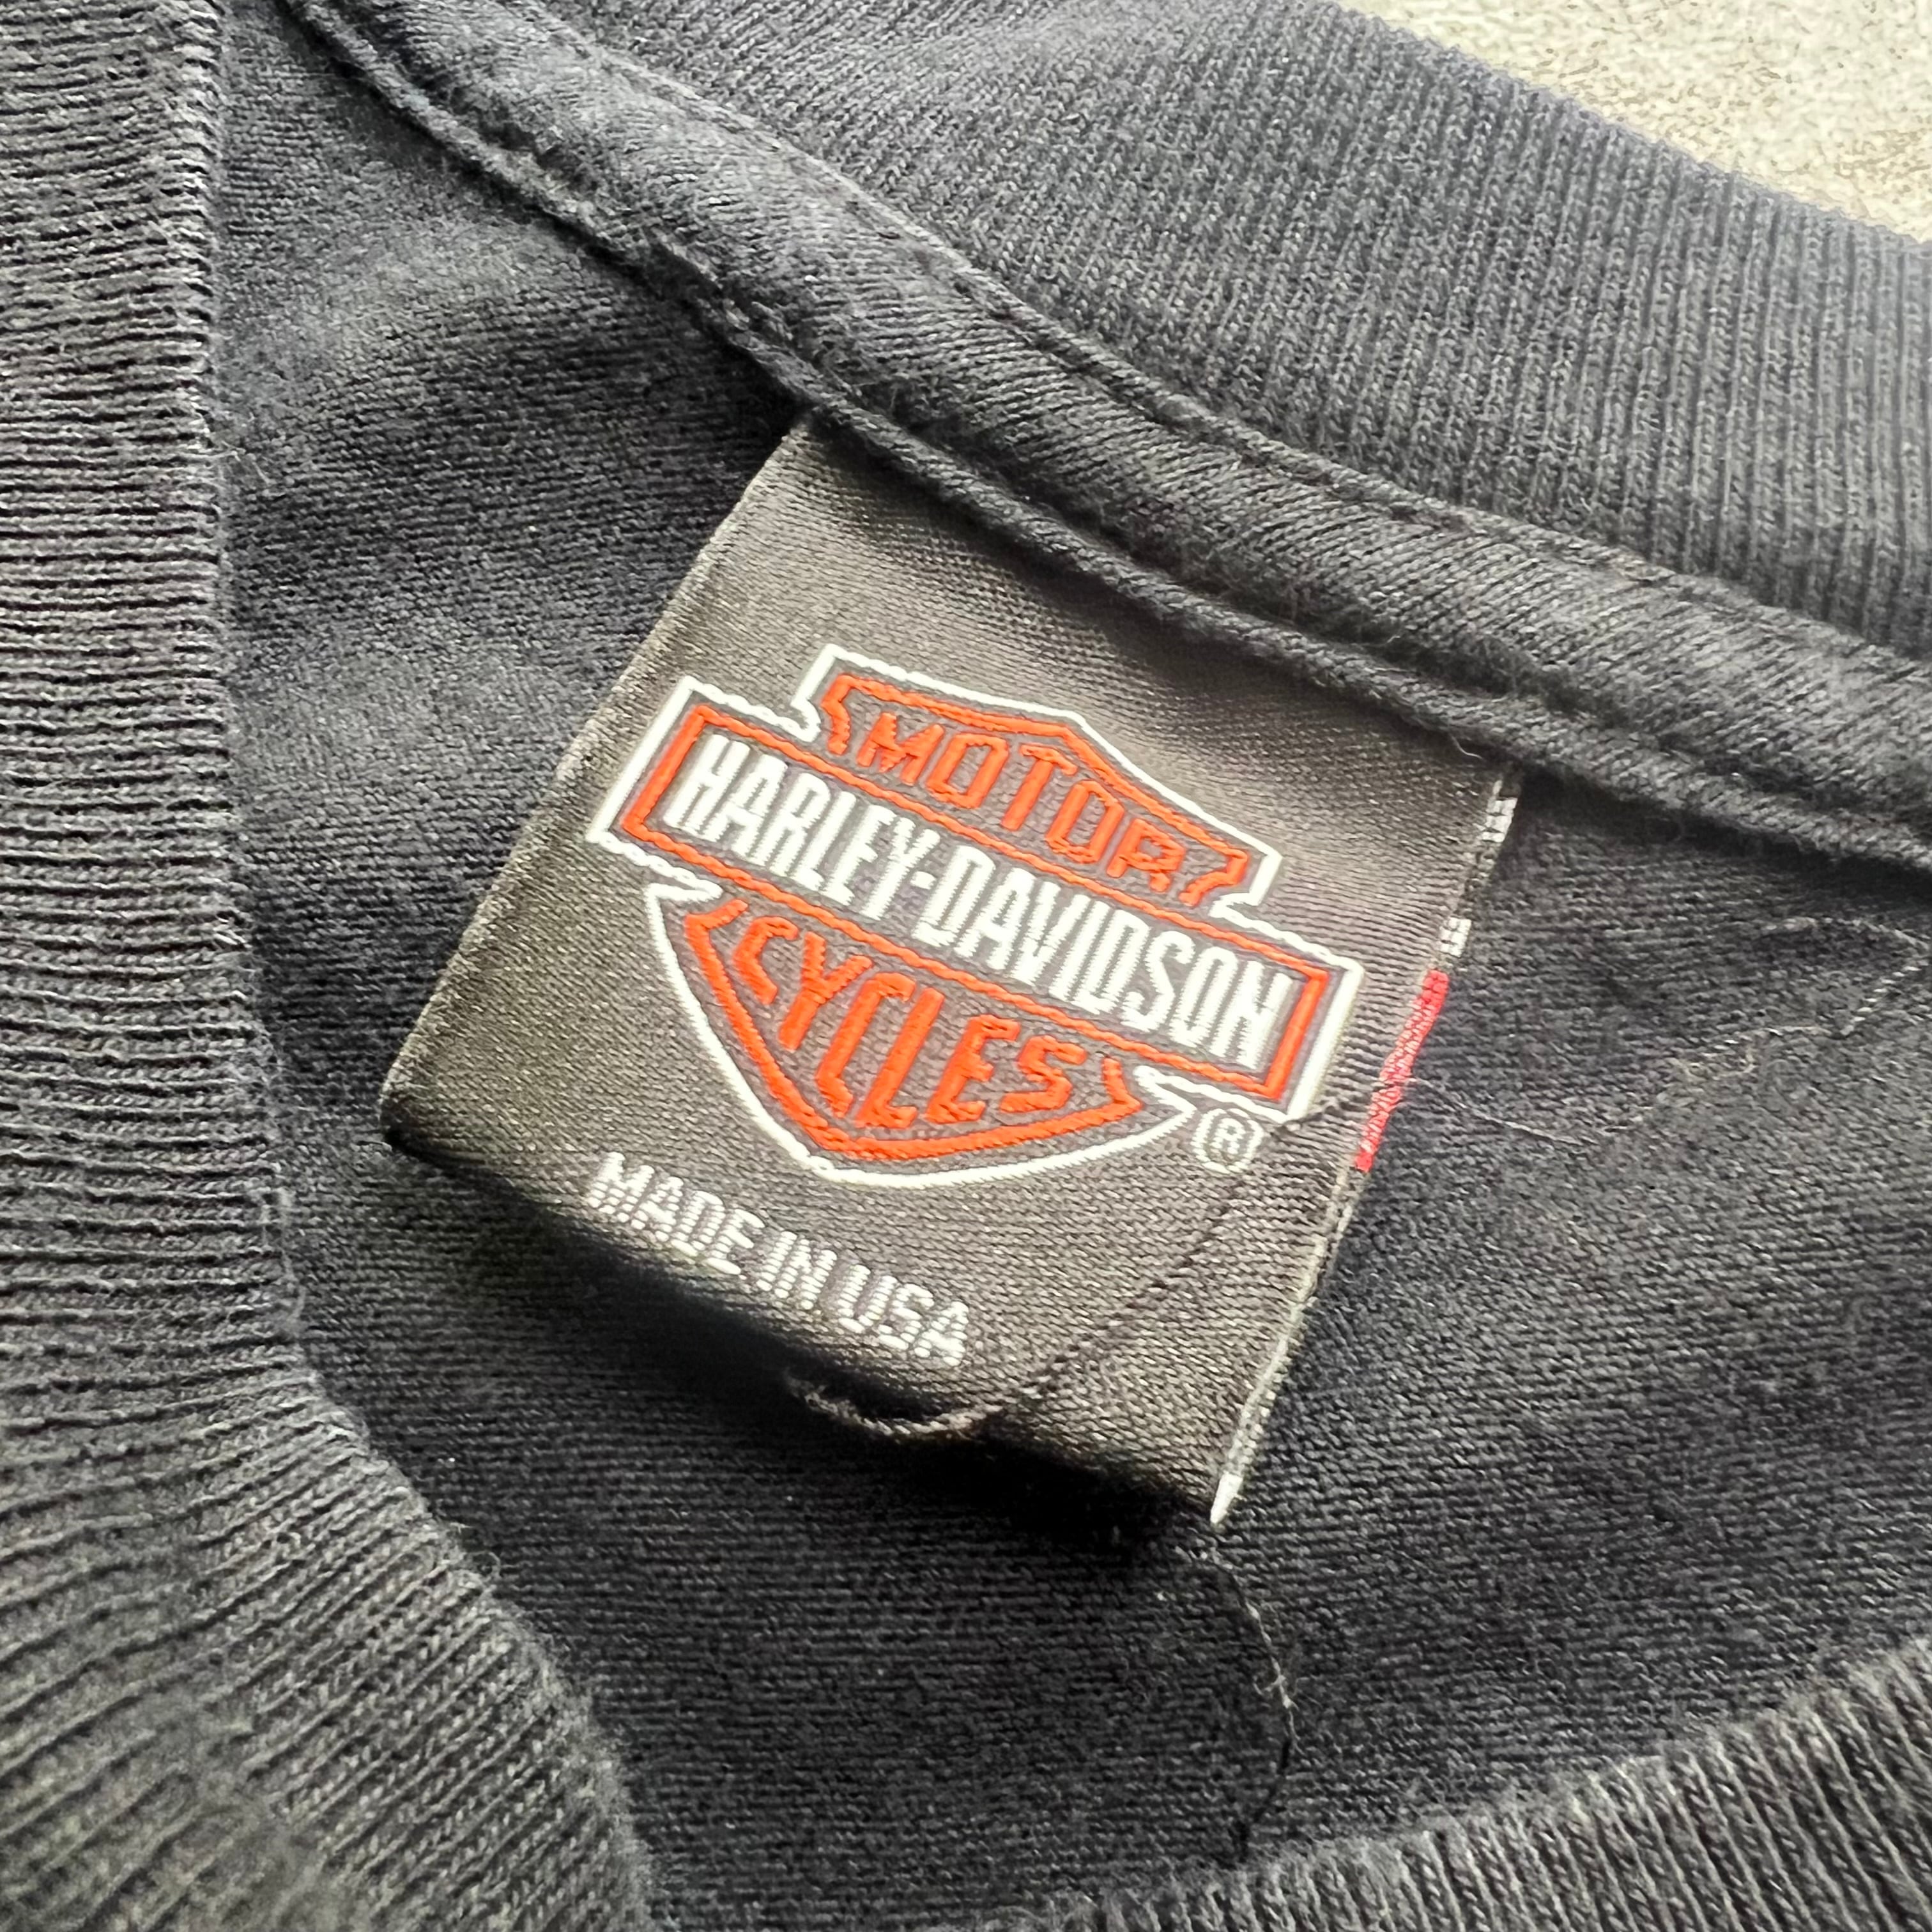 MOTOR
HARLEY-DAVIDSON
CYCLES
®
MADE IN USA